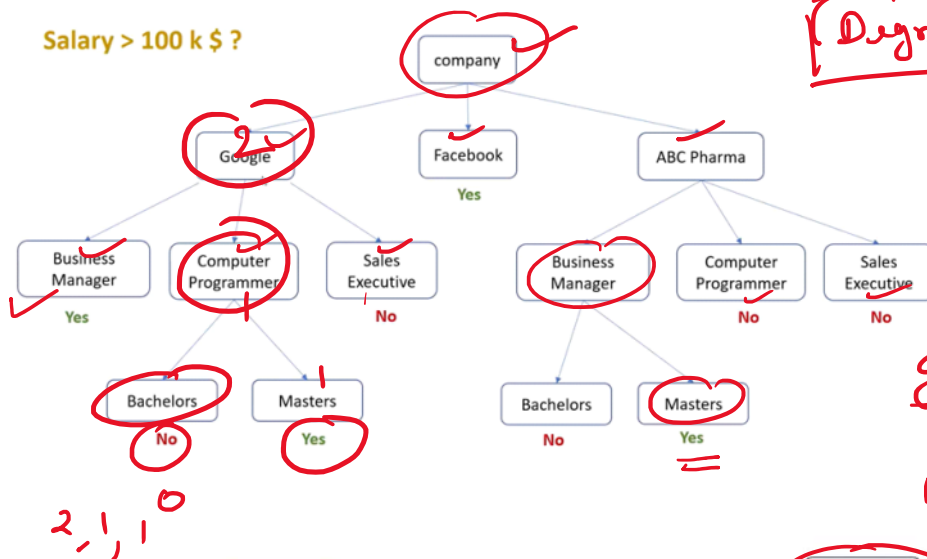 Salary > 100 k $ ?
company
Google
2
Facebook
Yes
ABC Pharma
Business
Manager
Yes
Computer
Programmer
1
Sales
Executive
No
Business
Manager
Computer
Programmer
No
Sales
Executive
No
Bachelors
No
Masters
1
Yes
Bachelors
No
Masters
Yes
2, 1, 1 0